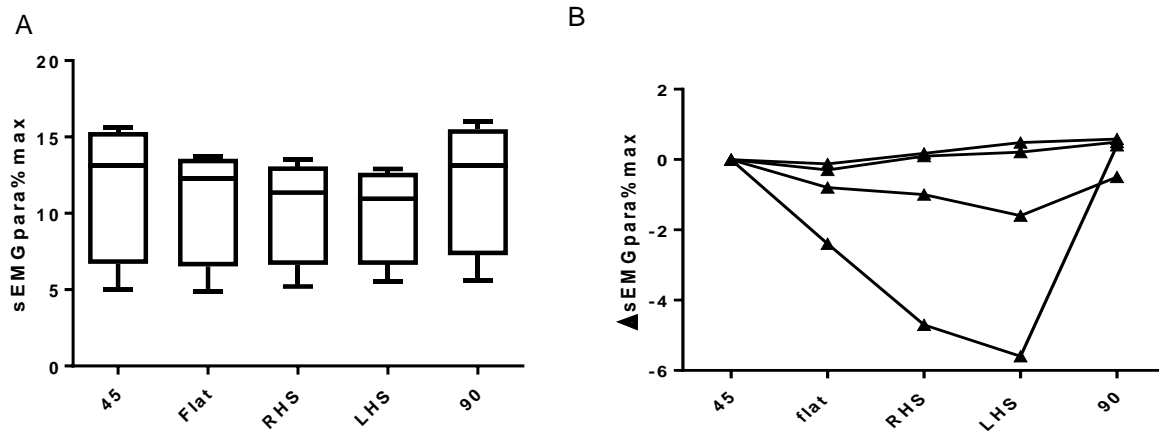 A
sEMGpara%max
20
15
10
5
0
45
Flat
RHS
LHS
90
B
▲sEMGpara%max
2
0
-2
-4
-6
45
flat
RHS
LHS
90